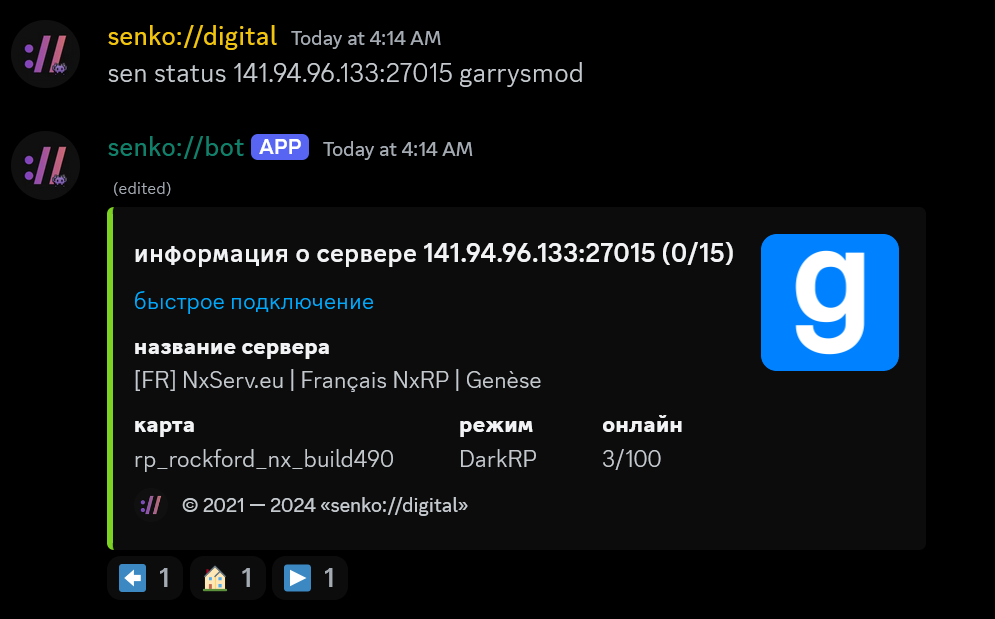 senko://digital Today at 4:14 AM
sen status 141.94.96.133:27015 garrysmod
senko://bot APP Today at 4:14 AM
(edited)
информация о сервере 141.94.96.133:27015 (0/15)
быстрое подключение
название сервера
[FR] NxServ.eu | Français NxRP | Genèse
карта режим онлайн
rp_rockford_nx_build490 DarkRP 3/100
:// © 2021 — 2024 «senko://digital»
1 1 1